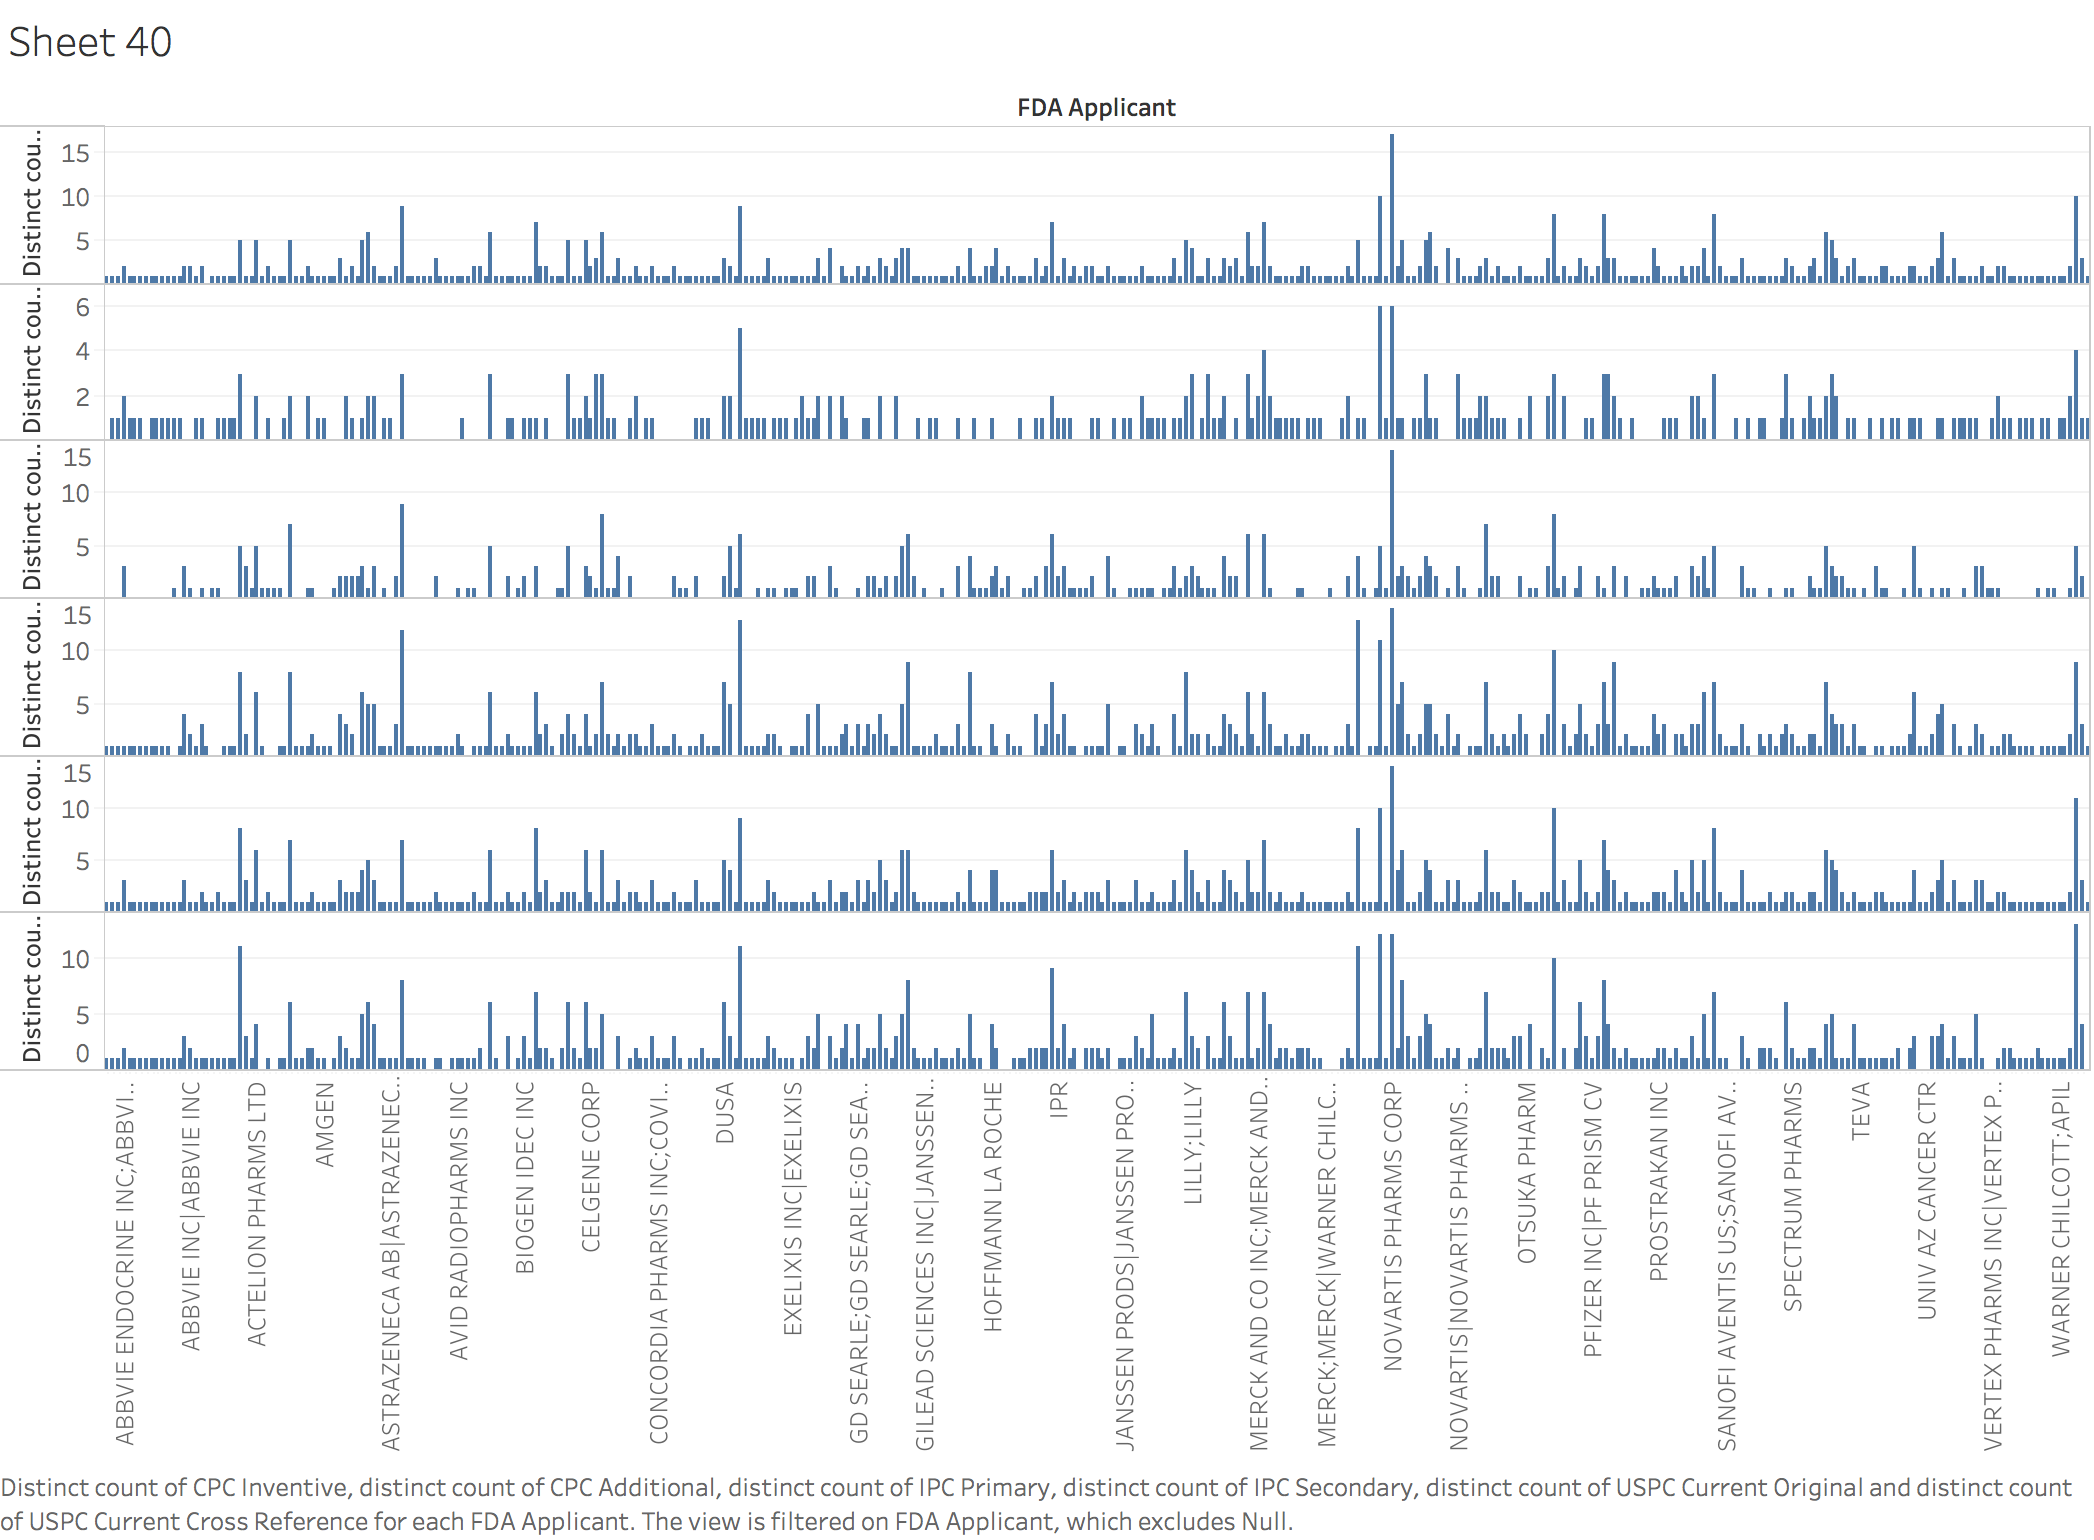 Sheet 40
FDA Applicant
Distinct cou..
15
10
5
Distinct cou..
6
4
2
Distinct cou..
15
10
5
Distinct cou..
15
10
5
Distinct cou..
15
10
5
Distinct cou..
10
5
0
ABBVIE ENDOCRINE INC;ABBVI..
ABBVIE INC|ABBVIE INC
ACTELION PHARMS LTD
AMGEN
ASTRAZENECA AB|ASTRAZENEC..
AVID RADIOPHARMS INC
BIOGEN IDEC INC
CELGENE CORP
CONCORDIA PHARMS INC;COVI..
DUSA
EXELIXIS INC|EXELIXIS
GD SEARLE;GD SEARLE;GD SEA..
GILEAD SCIENCES INC|JANSSEN..
HOFFMANN LA ROCHE
IPR
JANSSEN PRODS|JANSSEN PRO..
LILLY;LILLY
MERCK AND CO INC;MERCK AND..
MERCK;MERCK|WARNER CHILC..
NOVARTIS PHARMS CORP
NOVARTIS|NOVARTIS PHARMS ..
OTSUKA PHARM
PFIZER INC|PF PRISM CV
PROSTRAKAN INC
SANOFI AVENTIS US;SANOFI AV..
SPECTRUM PHARMS
TEVA
UNIV AZ CANCER CTR
VERTEX PHARMS INC|VERTEX P..
WARNER CHILCOTT;APIL
Distinct count of CPC Inventive, distinct count of CPC Additional, distinct count of IPC Primary, distinct count of IPC Secondary, distinct count of USPC Current Original and distinct count
of USPC Current Cross Reference for each FDA Applicant. The view is filtered on FDA Applicant, which excludes Null.